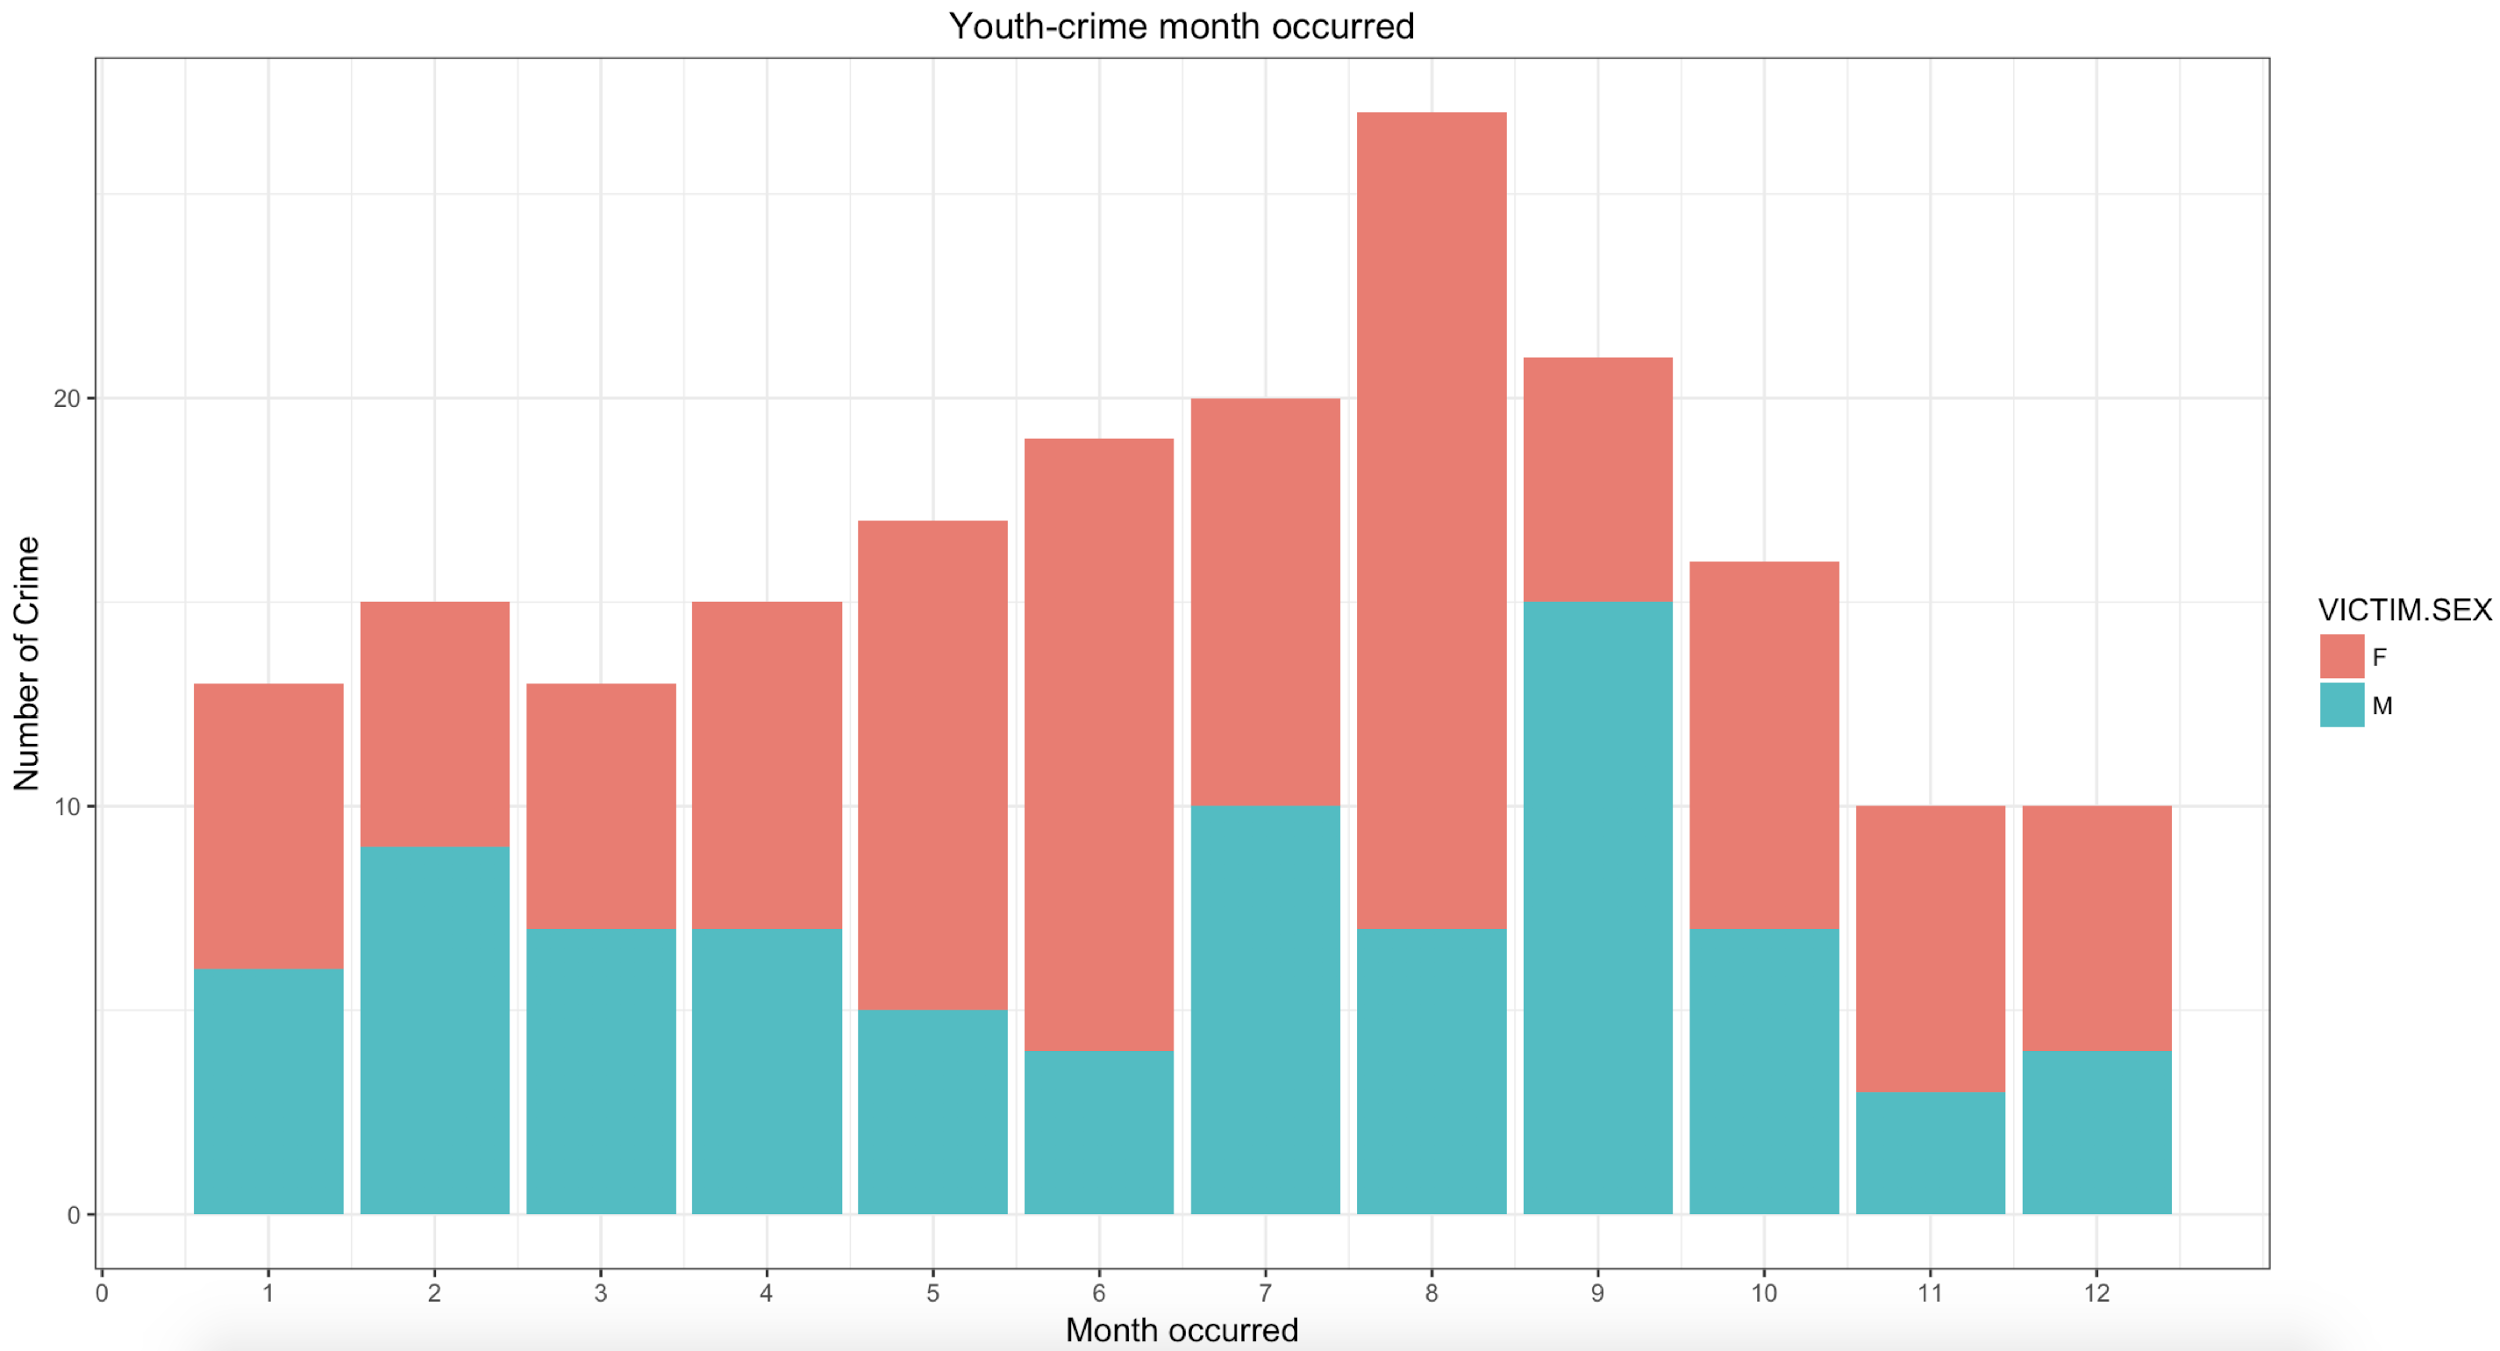 Youth-crime month occurred
Number of Crime
20
10
0
0 1 2 3 4 5 6 7 8 9 10 11 12
Month occurred
VICTIM.SEX
F
M